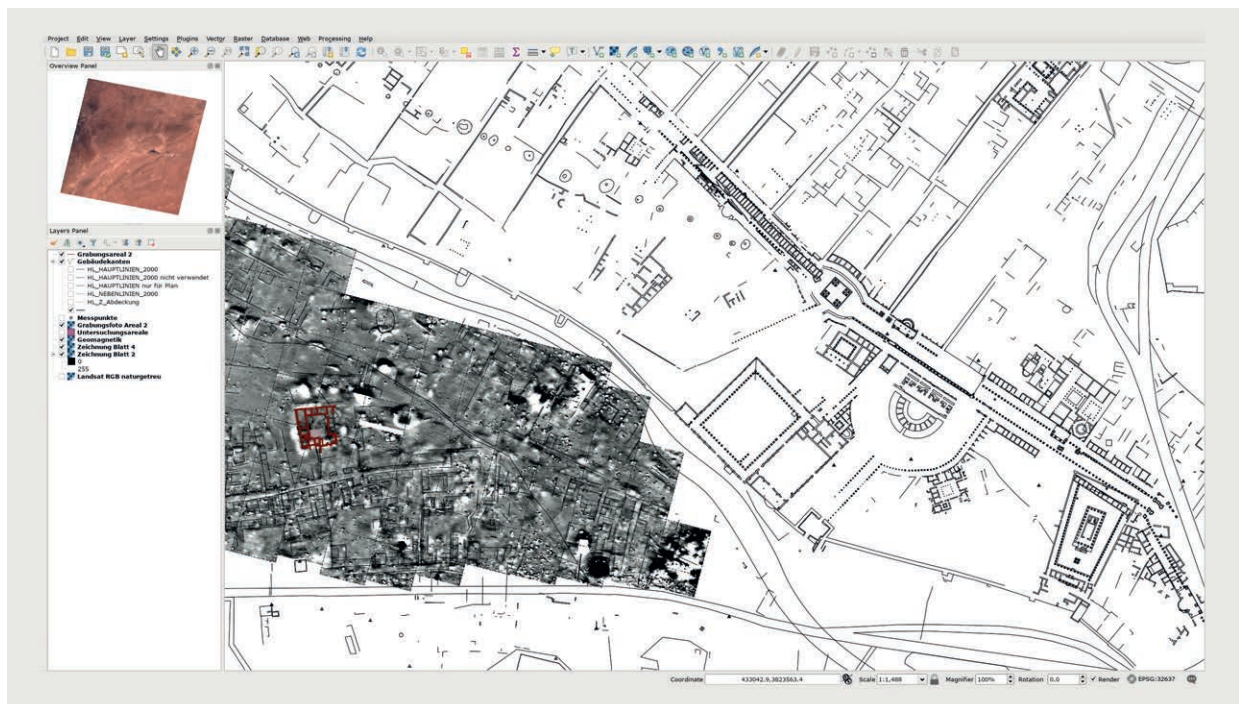 Project Edit View Layer Settings Plugins Vector Raster Database Web Processing Help
Overview Panel
Layers Panel
Grabungsareal 2
Gebäudekanten
HL_HAUPTLINIEN_2000
HL_HAUPTLINIEN_2000 nicht verwendet
HL_HAUPTLINIEN nur für Plan
HL_NEBENLINIEN_2000
HL_Z_Abdeckung
Messpunkte
Grabungsfoto Areal 2
Untersuchungsareale
Geomagnetik
Zeichnung Blatt 4
Zeichnung Blatt 2
0
255
Landsat RGB naturgetreu
Coordinate 433042.9,3823563.4 Scale 1:1,488 Magnifier 100% Rotation 0.0 Render EPSG:32637